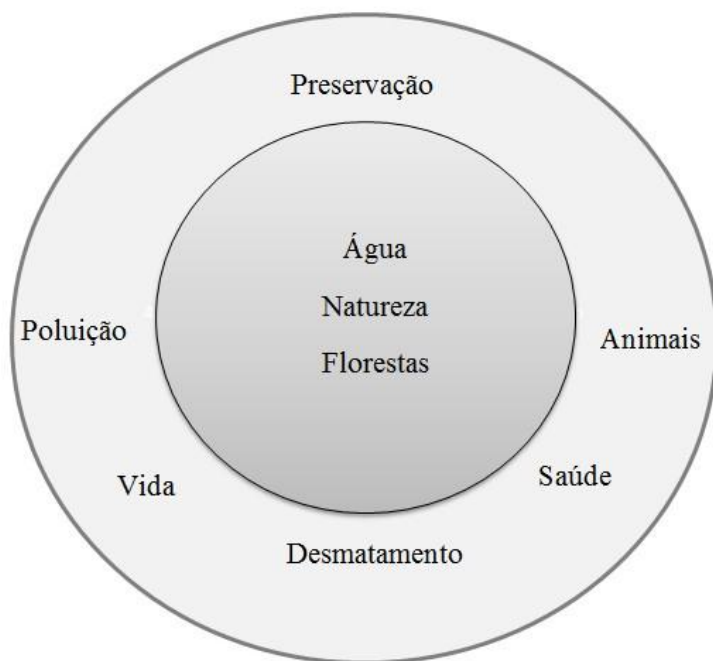 Preservação
Água
Natureza
Florestas
Poluição
Animais
Vida
Saúde
Desmatamento